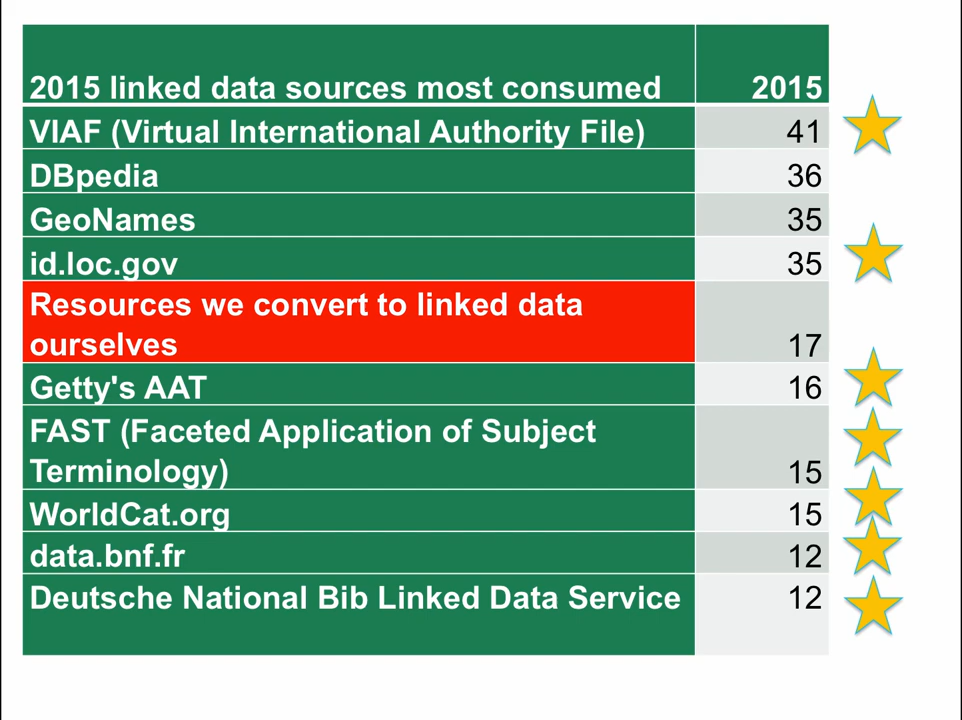 2015 linked data sources most consumed 2015
VIAF (Virtual International Authority File) 41
DBpedia 36
GeoNames 35
id.loc.gov 35
Resources we convert to linked data
ourselves 17
Getty's AAT 16
FAST (Faceted Application of Subject
Terminology) 15
WorldCat.org 15
data.bnf.fr 12
Deutsche National Bib Linked Data Service 12